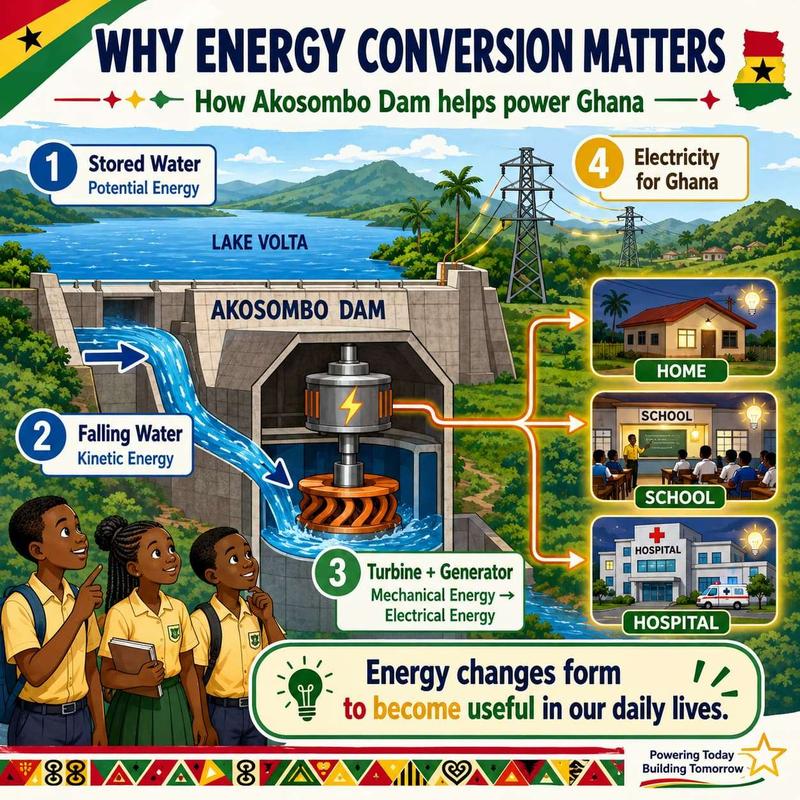 WHY ENERGY CONVERSION MATTERS
How Akosombo Dam helps power Ghana
1
Stored Water
Potential Energy
4
Electricity
for Ghana
LAKE VOLTA
AKOSOMBO DAM
HOME
2
Falling Water
Kinetic Energy
SCHOOL
SCHOOL
HOSPITAL
HOSPITAL
3
Turbine + Generator
Mechanical Energy →
Electrical Energy
Energy changes form
to become useful in our daily lives.
Powering Today
Building Tomorrow